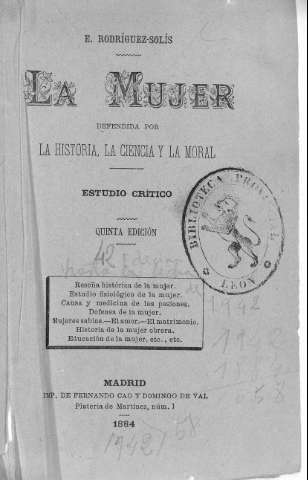 E. RODRÍGUEZ-SOLÍS
LA MUJER
DEFENDIDA POR
LA HISTORIA, LA CIENCIA Y LA MORAL
ESTUDIO CRÍTICO
QUINTA EDICIÓN
BIBLIOTECA PROVINCIAL
LEON
Reseña histórica de la mujer.
Estudio fisiológico de la mujer.
Causa y medicina de las pasiones.
Defensa de la mujer.
Mujeres sabias.—El amor.—El matrimonio.
Historia de la mujer obrera.
Educación de la mujer, etc., etc.
MADRID
IMP. DE FERNANDO CAO Y DOMINGO DE VAL
Platería de Martínez, núm. 1
1884
1942